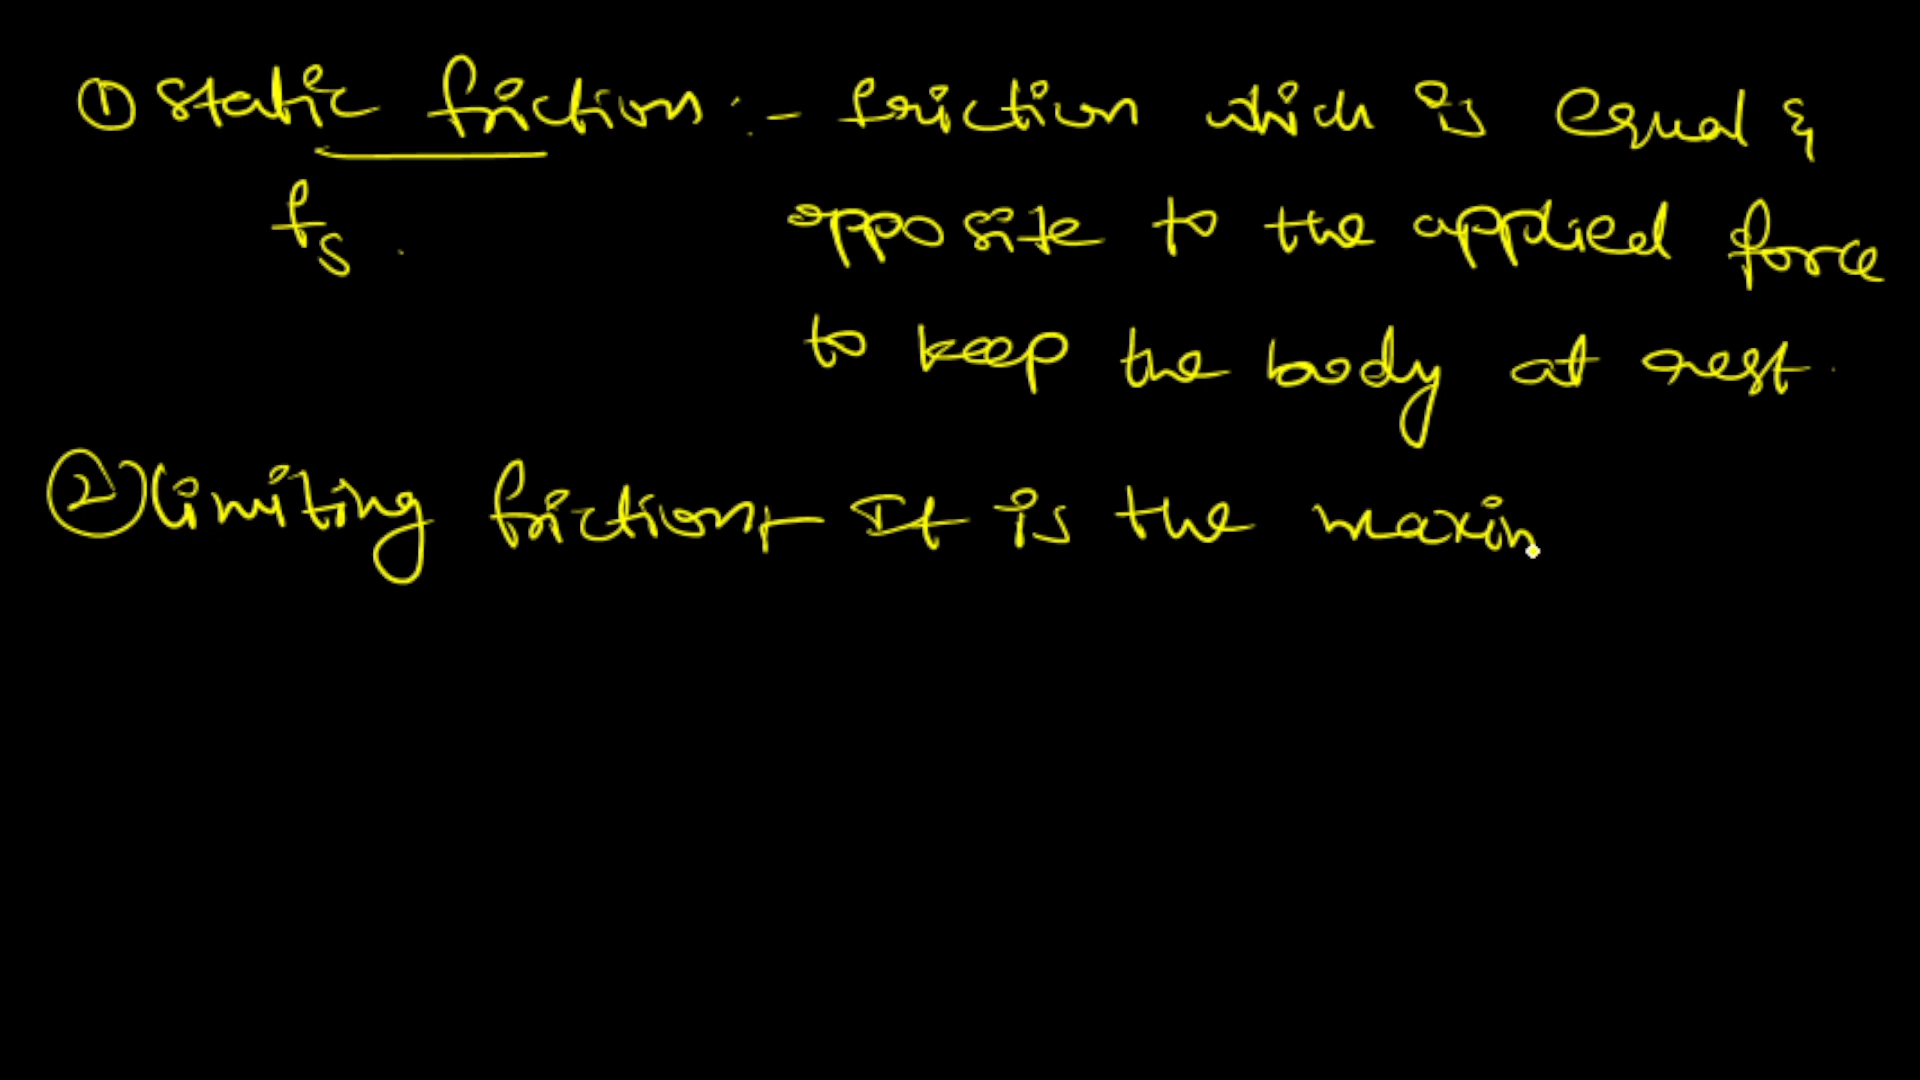 ① Static friction :- friction which is equal &
fs . opposite to the applied force
to keep the body at rest.
② limiting friction :- It is the maxim